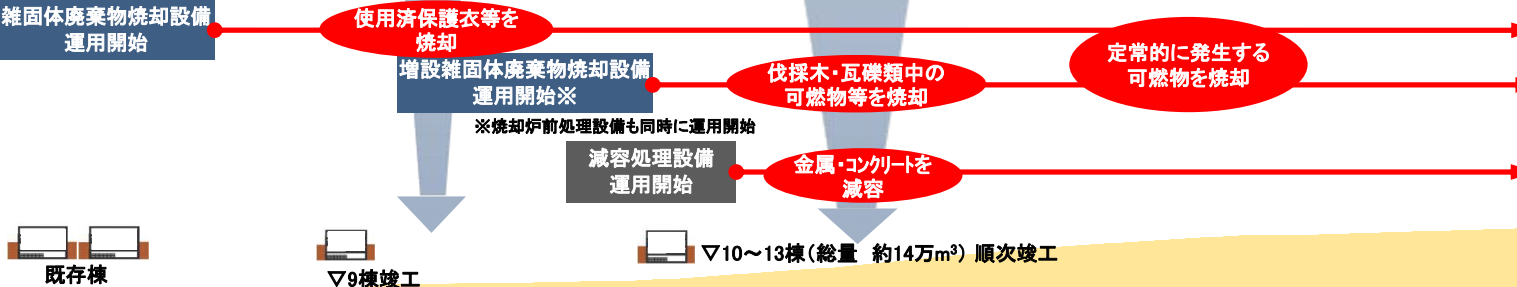 雑固体廃棄物焼却設備
運用開始
使用済保護衣等を
焼却
増設雑固体廃棄物焼却設備
運用開始※
伐採木・瓦礫類中の
可燃物等を焼却
定常的に発生する
可燃物を焼却
※焼却炉前処理設備も同時に運用開始
減容処理設備
運用開始
金属・コンクリートを
減容
既存棟
▽9棟竣工
▽10～13棟（総量　約14万m³）順次竣工